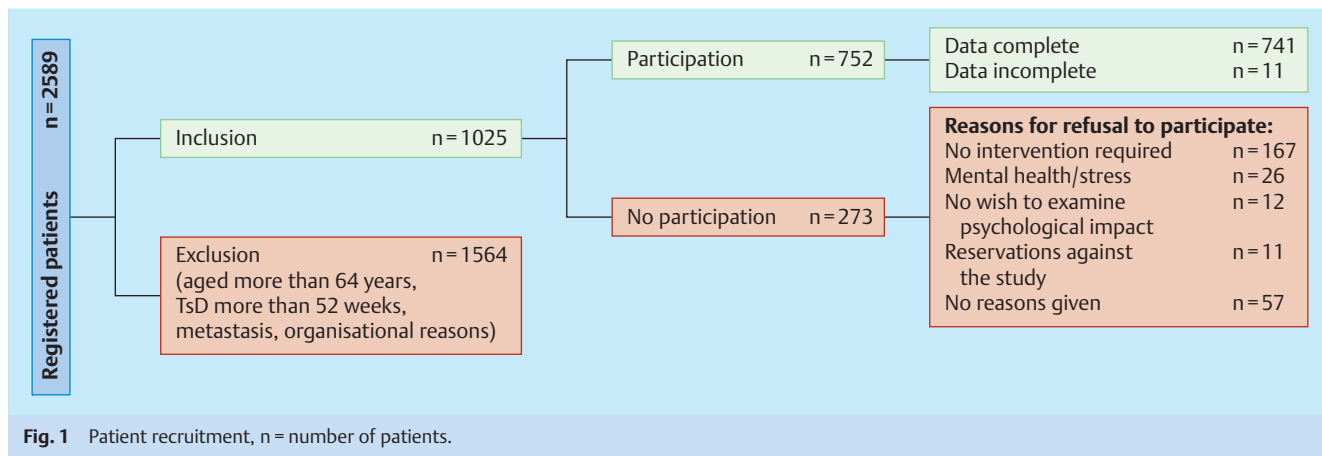 Registered patients n = 2589
Inclusion n = 1025
Exclusion n = 1564
(aged more than 64 years,
TsD more than 52 weeks,
metastasis, organisational reasons)
Participation n = 752
No participation n = 273
Data complete n = 741
Data incomplete n = 11
Reasons for refusal to participate:
No intervention required n = 167
Mental health/stress n = 26
No wish to examine n = 12
psychological impact
Reservations against n = 11
the study
No reasons given n = 57
Fig. 1 Patient recruitment, n = number of patients.